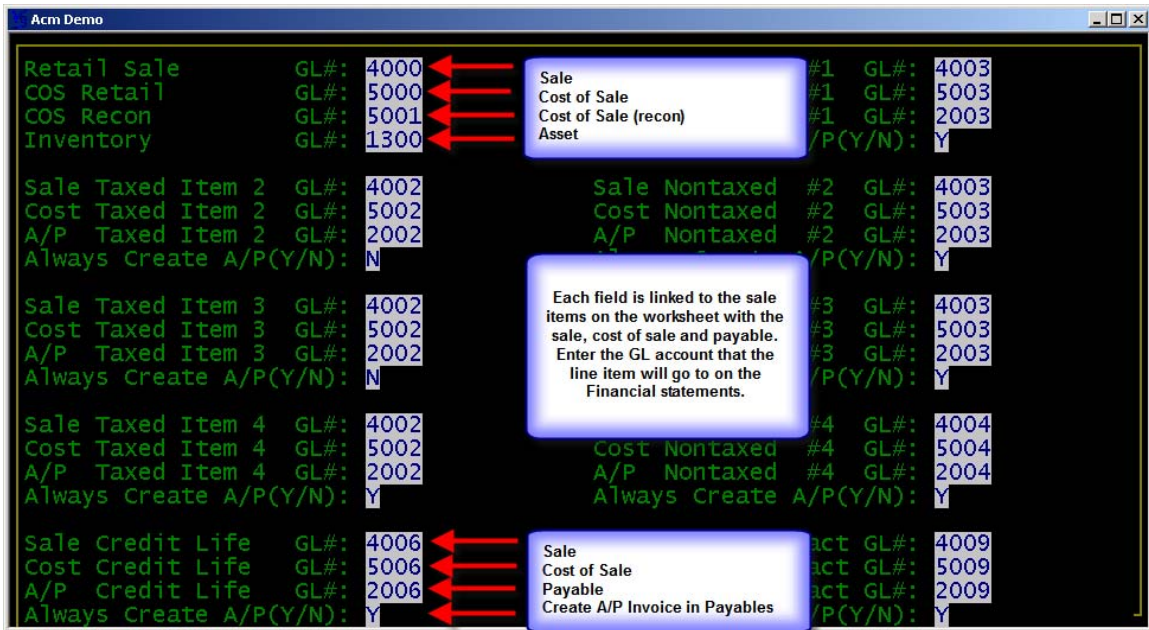 Acm Demo
Retail Sale GL#: 4000 #1 GL#: 4003
COS Retail GL#: 5000 #1 GL#: 5003
COS Recon GL#: 5001 #1 GL#: 2003
Inventory GL#: 1300 /P(Y/N): Y
Sale
Cost of Sale
Cost of Sale (recon)
Asset
Sale Taxed Item 2 GL#: 4002 Sale Nontaxed #2 GL#: 4003
Cost Taxed Item 2 GL#: 5002 Cost Nontaxed #2 GL#: 5003
A/P Taxed Item 2 GL#: 2002 A/P Nontaxed #2 GL#: 2003
Always Create A/P(Y/N): N /P(Y/N): Y
Each field is linked to the sale
items on the worksheet with the
sale, cost of sale and payable.
Enter the GL account that the
line item will go to on the
Financial statements.
Sale Taxed Item 3 GL#: 4002 #3 GL#: 4003
Cost Taxed Item 3 GL#: 5002 #3 GL#: 5003
A/P Taxed Item 3 GL#: 2002 #3 GL#: 2003
Always Create A/P(Y/N): N /P(Y/N): Y
Sale Taxed Item 4 GL#: 4002 #4 GL#: 4004
Cost Taxed Item 4 GL#: 5002 Cost Nontaxed #4 GL#: 5004
A/P Taxed Item 4 GL#: 2002 A/P Nontaxed #4 GL#: 2004
Always Create A/P(Y/N): Y Always Create A/P(Y/N): Y
Sale Credit Life GL#: 4006 act GL#: 4009
Cost Credit Life GL#: 5006 act GL#: 5009
A/P Credit Life GL#: 2006 act GL#: 2009
Always Create A/P(Y/N): Y /P(Y/N): Y
Sale
Cost of Sale
Payable
Create A/P Invoice in Payables